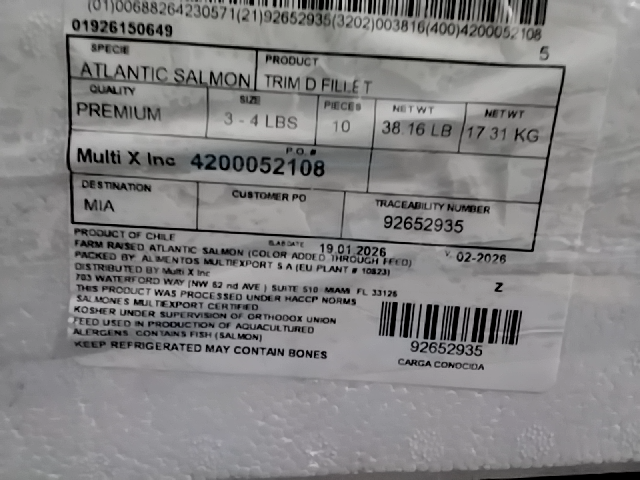 (01)00688264230571(21)92652935(3202)003816(400)4200052108
01926150649
5
SPECIE
ATLANTIC SALMON
PRODUCT
TRIM D FILLET
QUALITY
PREMIUM
SIZE
3 - 4 LBS
PIECES
10
NET WT
38.16 LB
NET WT
17.31 KG
Multi X Inc
P.O. #
4200052108
DESTINATION
MIA
CUSTOMER PO
TRACEABILITY NUMBER
92652935
PRODUCT OF CHILE
ELAB DATE 19.01.2026
02-2026
FARM RAISED ATLANTIC SALMON (COLOR ADDED THROUGH FEED)
PACKED BY: ALIMENTOS MULTIEXPORT S A (EU PLANT # 10823)
DISTRIBUTED BY Multi X Inc
703 WATERFORD WAY (NW 62 nd AVE ) SUITE 510 MIAMI FL 33126
THIS PRODUCT WAS PROCESSED UNDER HACCP NORMS
SALMONES MULTIEXPORT CERTIFIED
KOSHER UNDER SUPERVISION OF ORTHODOX UNION
FEED USED IN PRODUCTION OF AQUACULTURED
ALERGENS: CONTAINS FISH (SALMON)
KEEP REFRIGERATED MAY CONTAIN BONES
Z
92652935
CARGA CONOCIDA